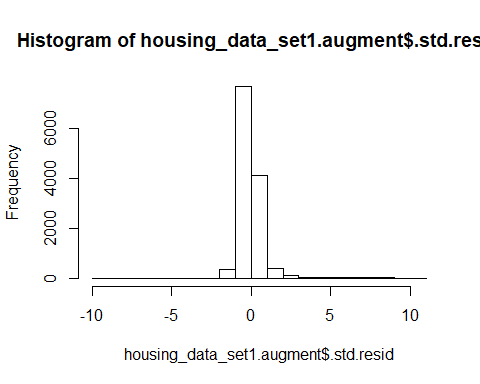 Histogram of housing_data_set1.augment$.std.res
Frequency
6000
4000
2000
0
-10 -5 0 5 10
housing_data_set1.augment$.std.resid